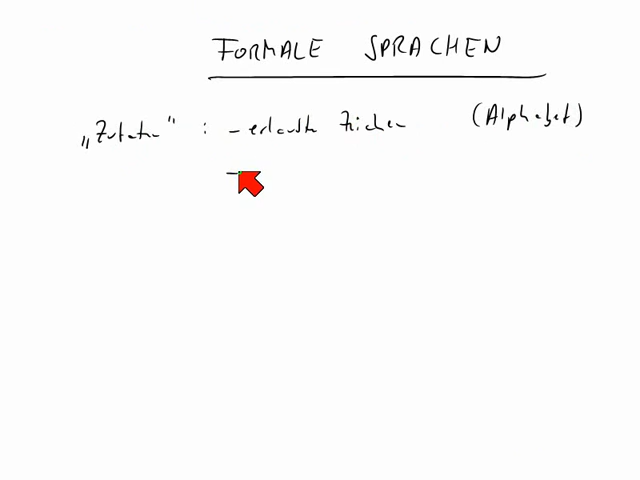 FORMALE SPRACHEN
„Zutaten“ : - erlaubte Zeichen (Alphabet)
-